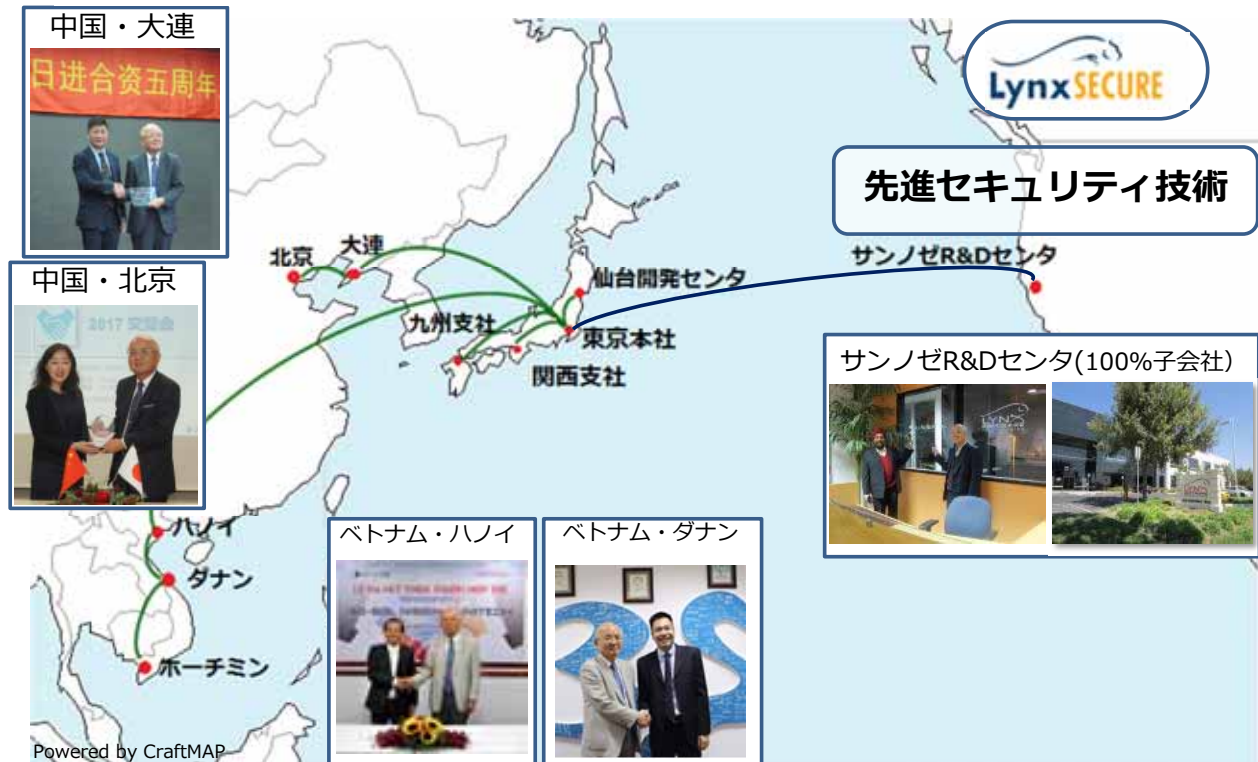 中国・大連
日进合资五周年
中国・北京
2017 交流会
LynxSECURE
先進セキュリティ技術
サンノゼR&Dセンタ
北京
大連
仙台開発センタ
九州支社
東京本社
関西支社
サンノゼR&Dセンタ(100%子会社)
LYNX
ハノイ
ダナン
ホーチミン
ベトナム・ハノイ
ベトナム・ダナン
Powered by CraftMAP